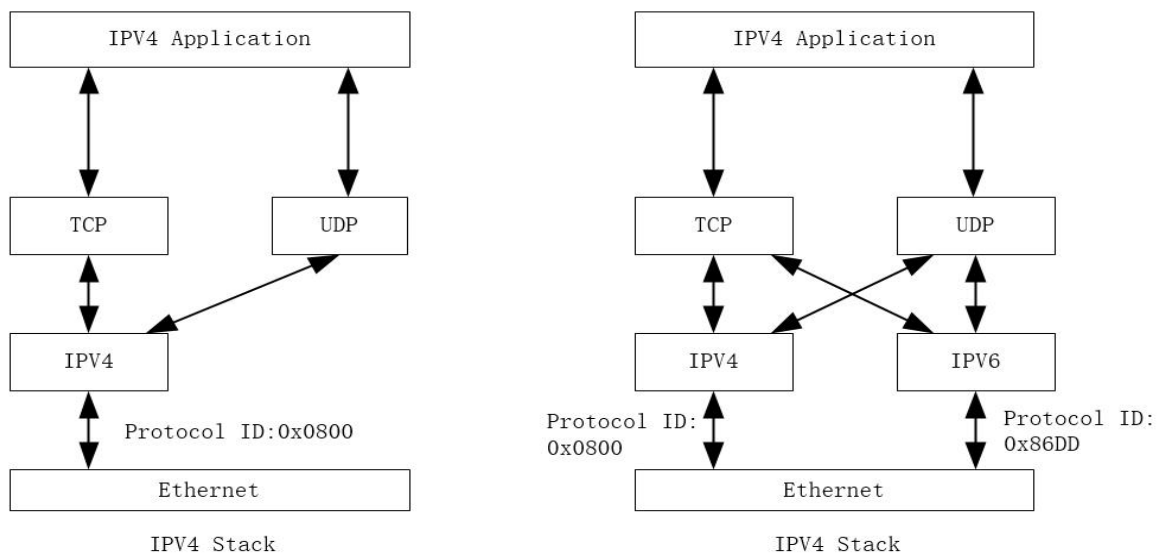 IPV4 Application
TCP
UDP
IPV4
Protocol ID:0x0800
Ethernet
IPV4 Stack
IPV4 Application
TCP
UDP
IPV4
IPV6
Protocol ID:
0x0800
Protocol ID:
0x86DD
Ethernet
IPV4 Stack